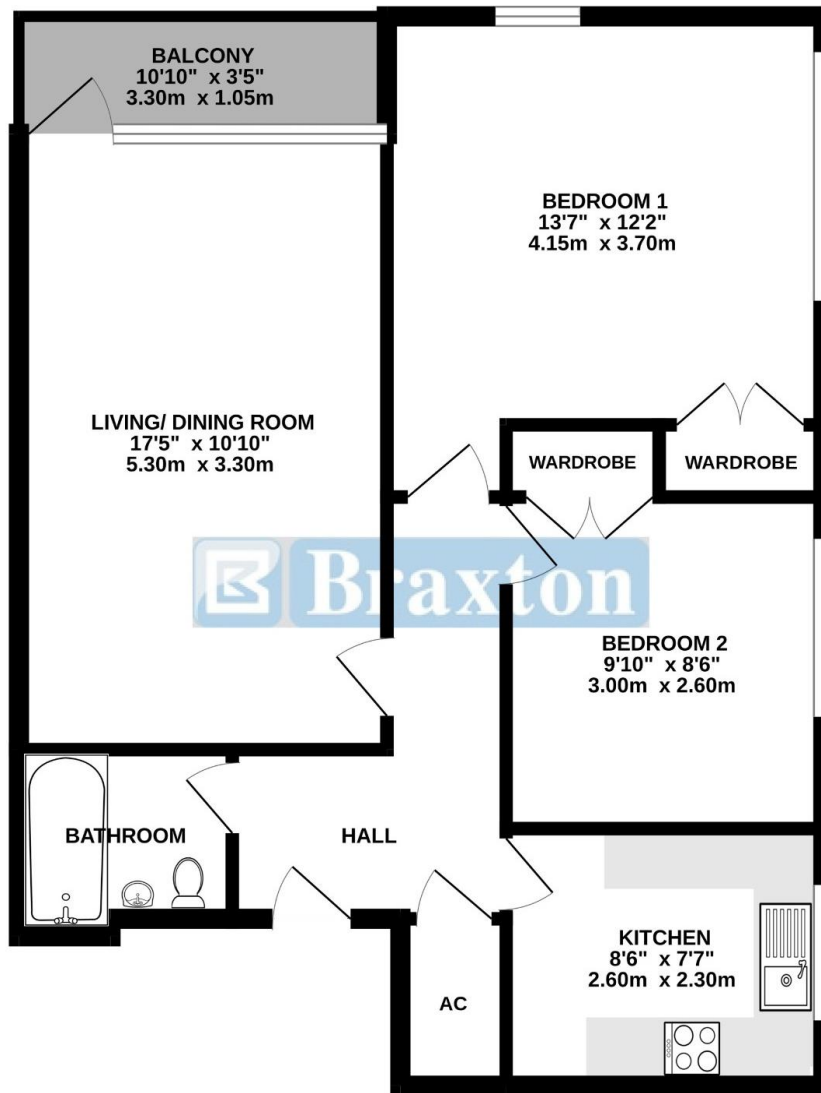 BALCONY
10'10" x 3'5"
3.30m x 1.05m
BEDROOM 1
13'7" x 12'2"
4.15m x 3.70m
LIVING/ DINING ROOM
17'5" x 10'10"
5.30m x 3.30m
WARDROBE
WARDROBE
Braxton
BEDROOM 2
9'10" x 8'6"
3.00m x 2.60m
BATHROOM
HALL
KITCHEN
8'6" x 7'7"
2.60m x 2.30m
AC